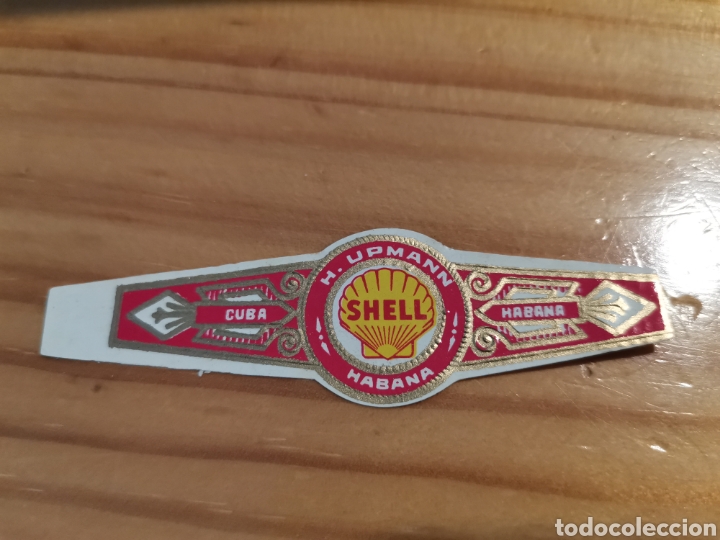 H. UPMANN
CUBA
SHELL
HABANA
HABANA
todocoleccion